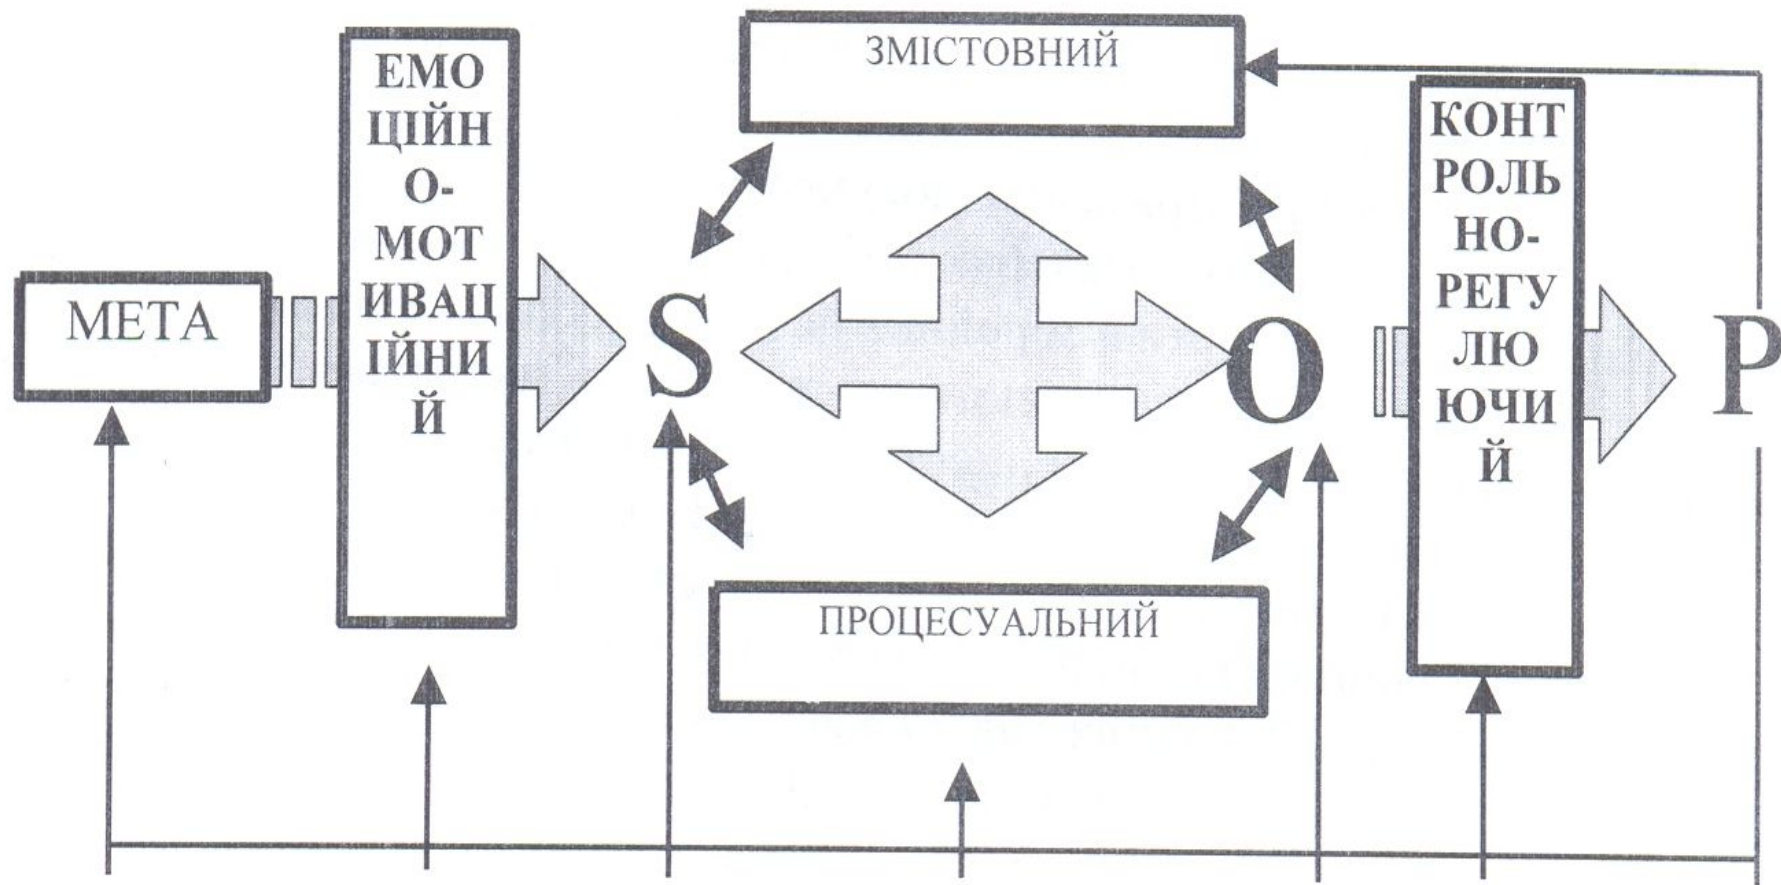 МЕТА
ЕМО
ЦІЙН
О-
МОТ
ИВАЦ
ІЙНИ
Й
S
ЗМІСТОВНИЙ
ПРОЦЕСУАЛЬНИЙ
О
КОНТ
РОЛЬ
НО-
РЕГУ
ЛЮ
ЮЧИ
Й
Р